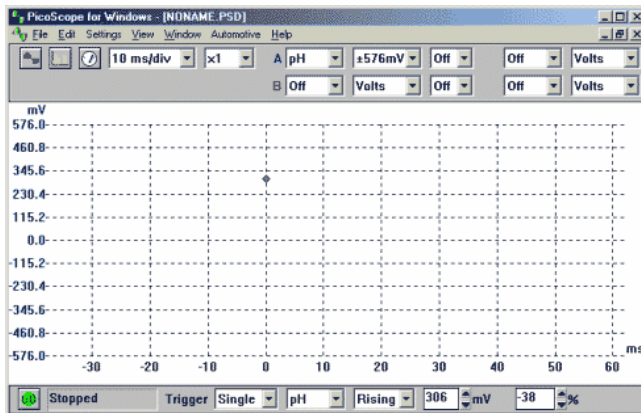 PicoScope for Windows - [NONAME.PSD]
File Edit Settings View Window Automotive Help
10 ms/div x1 A pH ±576mV Off Off Volts
B Off Volts Off Off Volts
mV
576.0
460.8
345.6
230.4
115.2
0.0
-115.2
-230.4
-345.6
-460.8
-576.0
ms
-30 -20 -10 0 10 20 30 40 50 60
Stopped Trigger Single pH Rising 306 mV -38 %